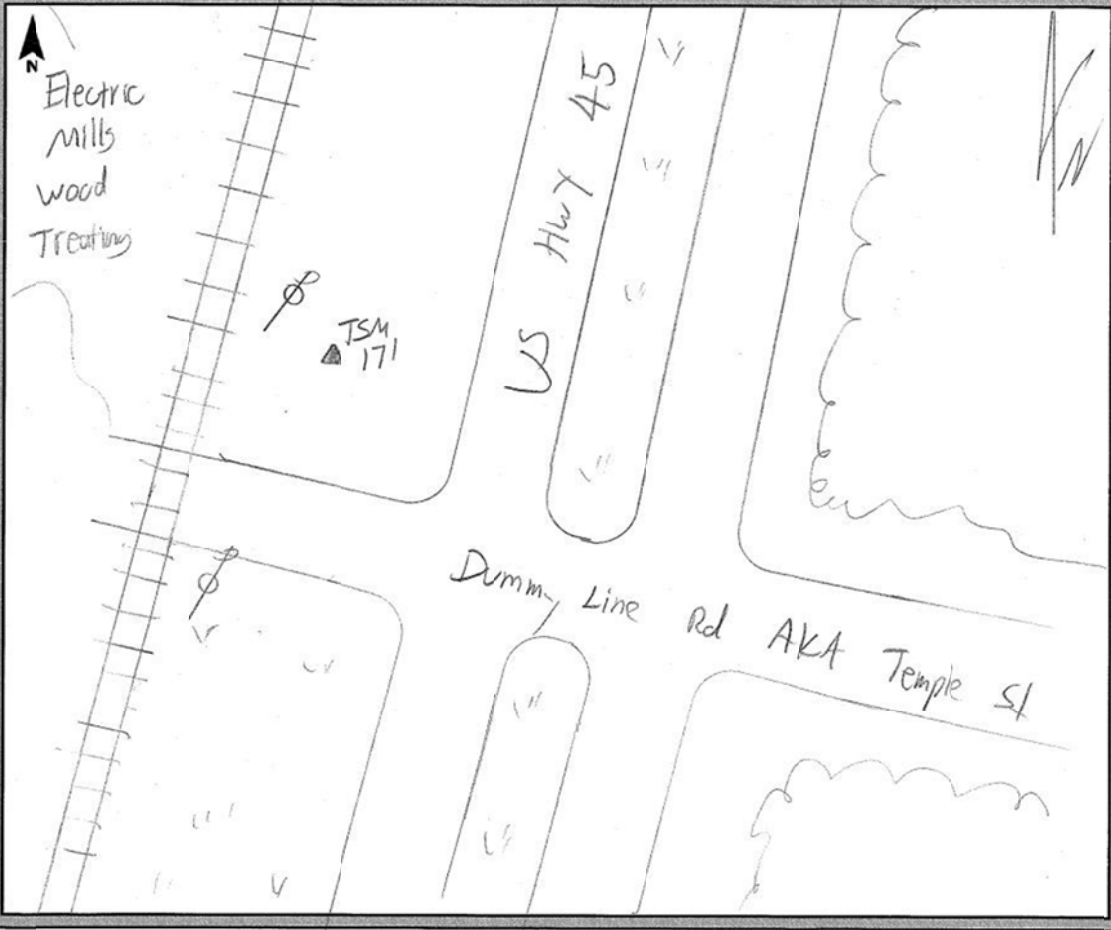 N
Electric
Mills
wood
Treating
US Hwy 45
N
TSM
171
Dummy Line Rd AKA Temple St